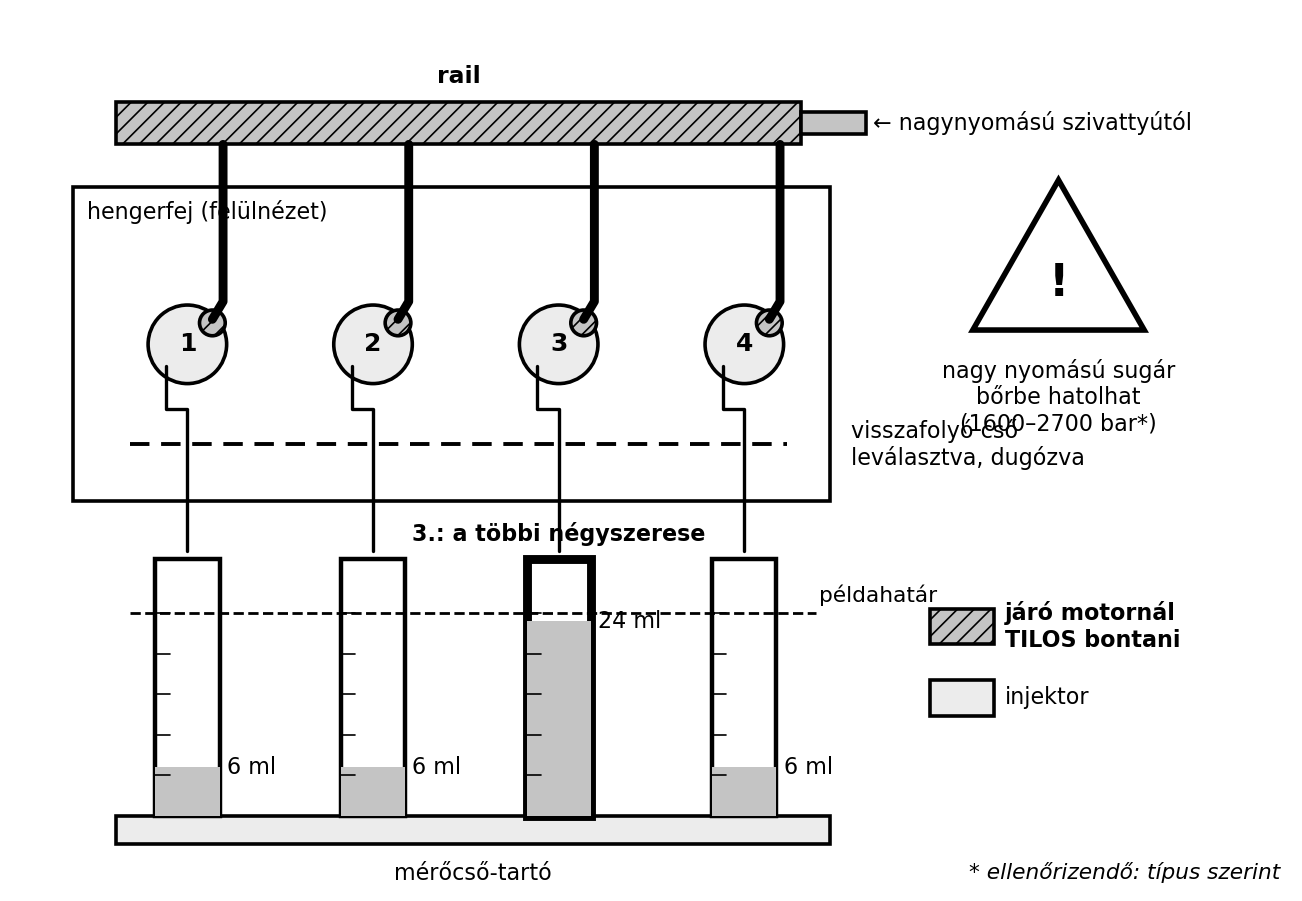 rail
← nagynyomású szivattyútól
hengerfej (felülnézet)
!
1
2
3
4
nagy nyomású sugár
bőrbe hatolhat
(1600–2700 bar*)
visszafolyó cső
leválasztva, dugózva
3.: a többi négyszerese
példahatár
24 ml
járó motornál
TILOS bontani
injektor
6 ml
6 ml
6 ml
mérőcső-tartó
* ellenőrizendő: típus szerint